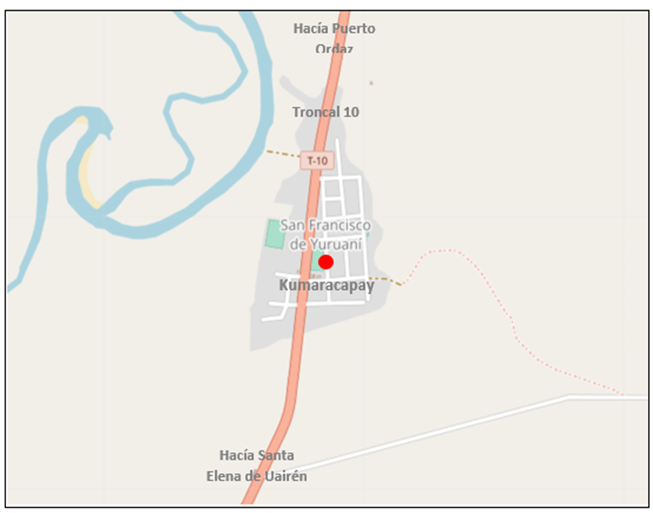 Hacía Puerto
Ordaz
Troncal 10
T-10
San Francisco
de Yuruaní
Kumaracapay
Hacía Santa
Elena de Uairén